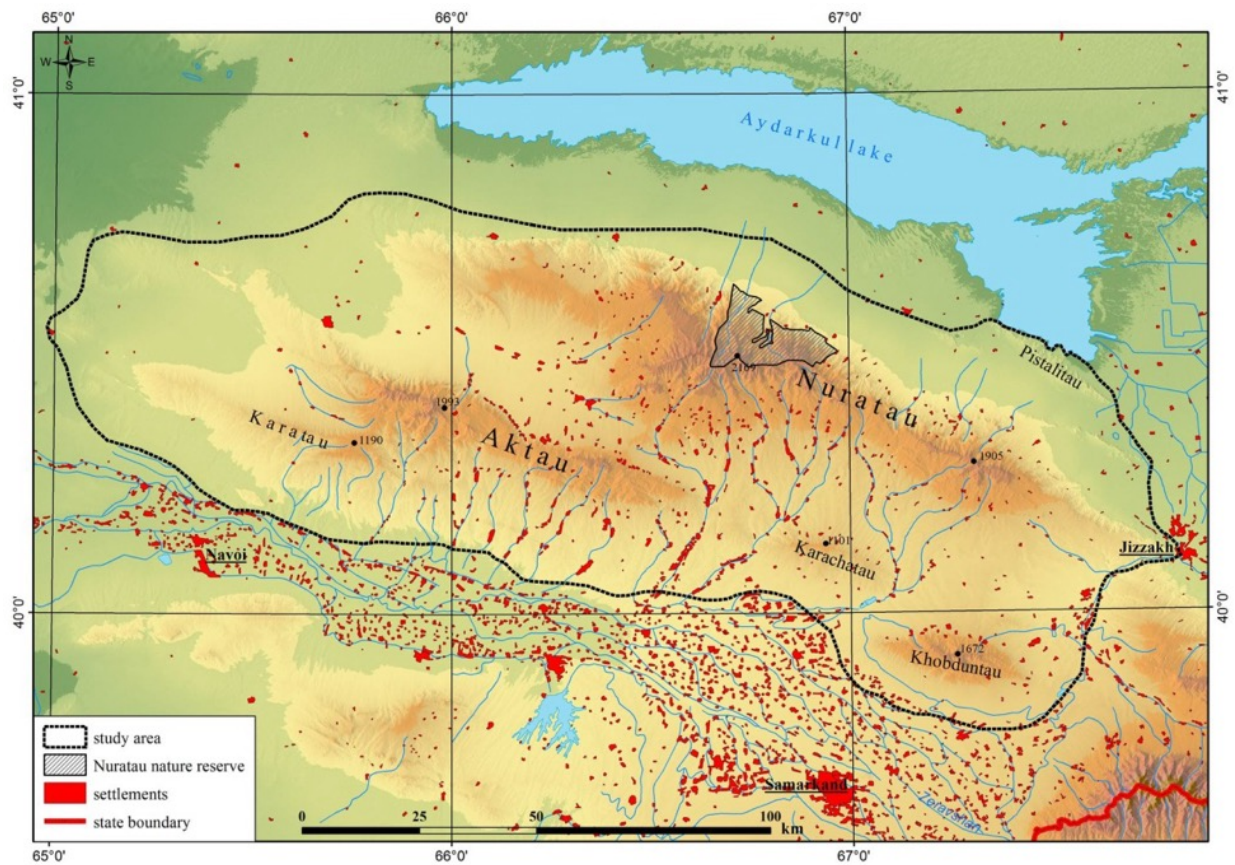 65°0'
66°0'
67°0'
N
W E
S
41°0'
41°0'
Aydarkul lake
Pistalitau
2169
Nuratau
1993
Karatau
1190
Aktau
1905
Karachatau
Navoi
Jizzakh
40°0'
40°0'
1672
Khobduntau
study area
Nuratau nature reserve
settlements
state boundary
Samarkand
Zaravshan
0 25 50 100
km
65°0'
66°0'
67°0'